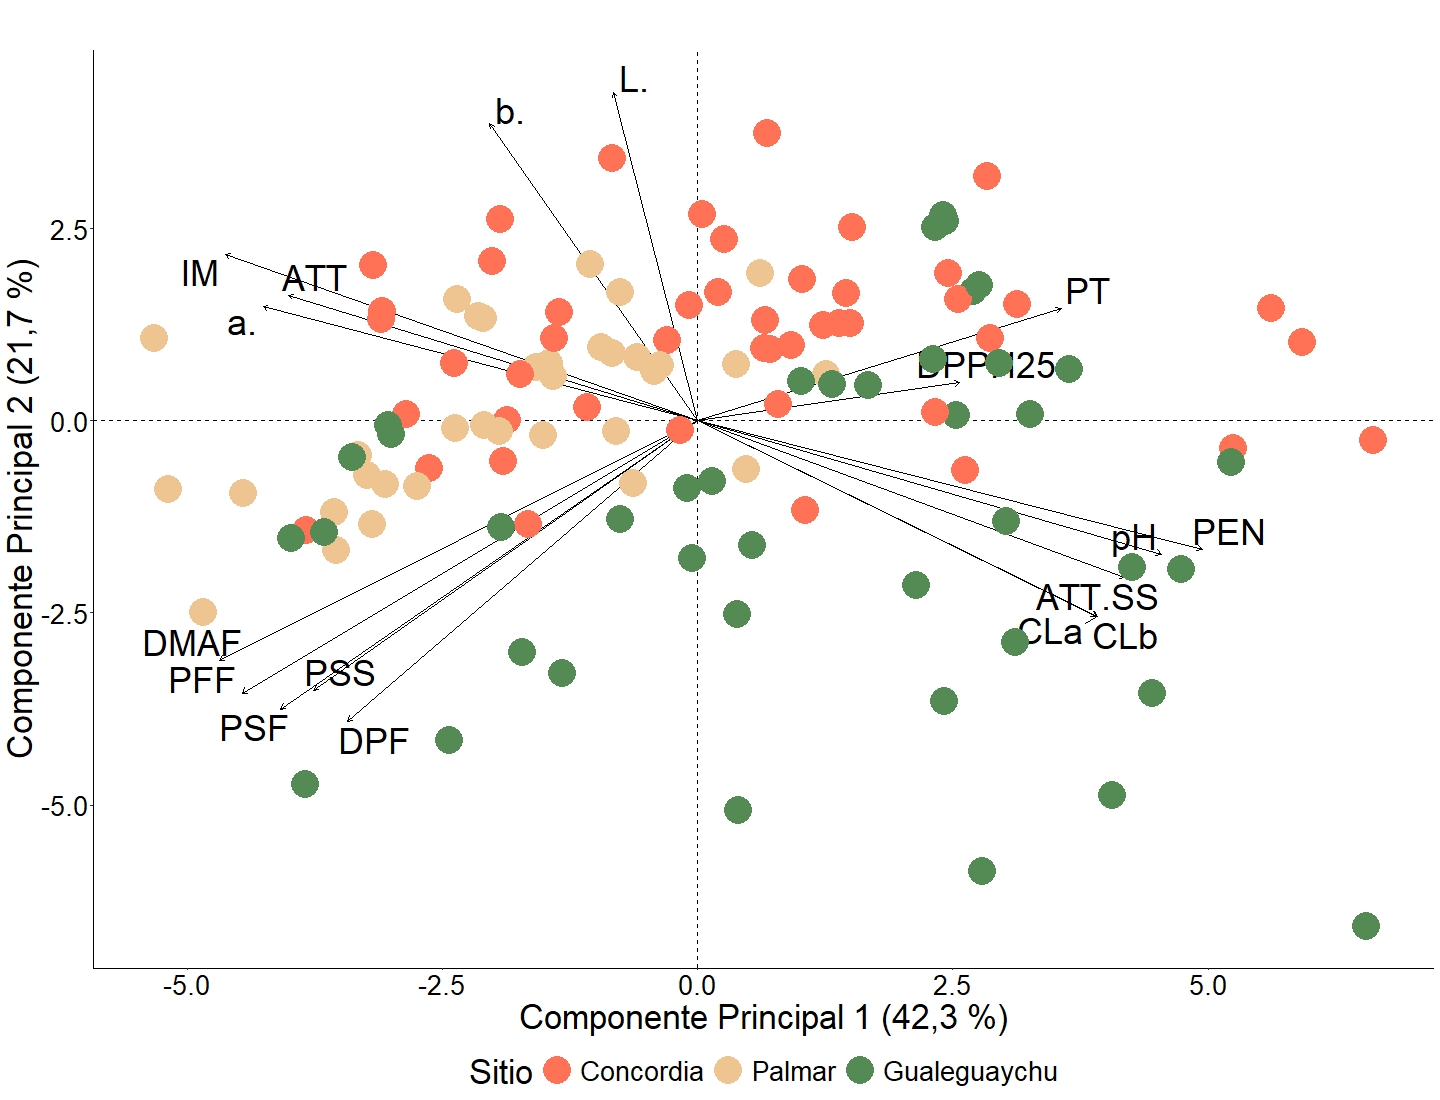 L.
b.
IM
ATT
a.
PT
DPPH25
pH
PEN
ATT.SS
CLa
CLb
DMAF
PFF
PSS
PSF
DPF
2.5
0.0
-2.5
-5.0
-5.0
-2.5
0.0
2.5
5.0
Componente Principal 2 (21,7 %)
Componente Principal 1 (42,3 %)
Sitio Concordia Palmar Gualeguaychu